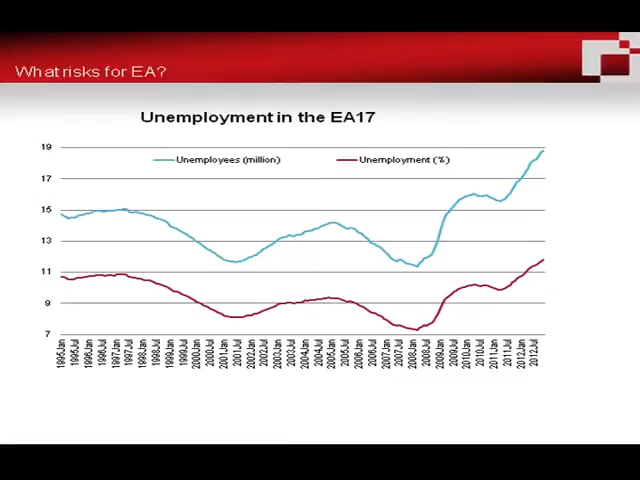 What risks for EA?
Unemployment in the EA17
19
Unemployees (million)
Unemployment (%)
17
15
13
11
9
7
1995Jan
1995Jul
1996Jan
1996Jul
1997Jan
1997Jul
1998Jan
1998Jul
1999Jan
1999Jul
2000Jan
2000Jul
2001Jan
2001Jul
2002Jan
2002Jul
2003Jan
2003Jul
2004Jan
2004Jul
2005Jan
2005Jul
2006Jan
2006Jul
2007Jan
2007Jul
2008Jan
2008Jul
2009Jan
2009Jul
2010Jan
2010Jul
2011Jan
2011Jul
2012Jan
2012Jul